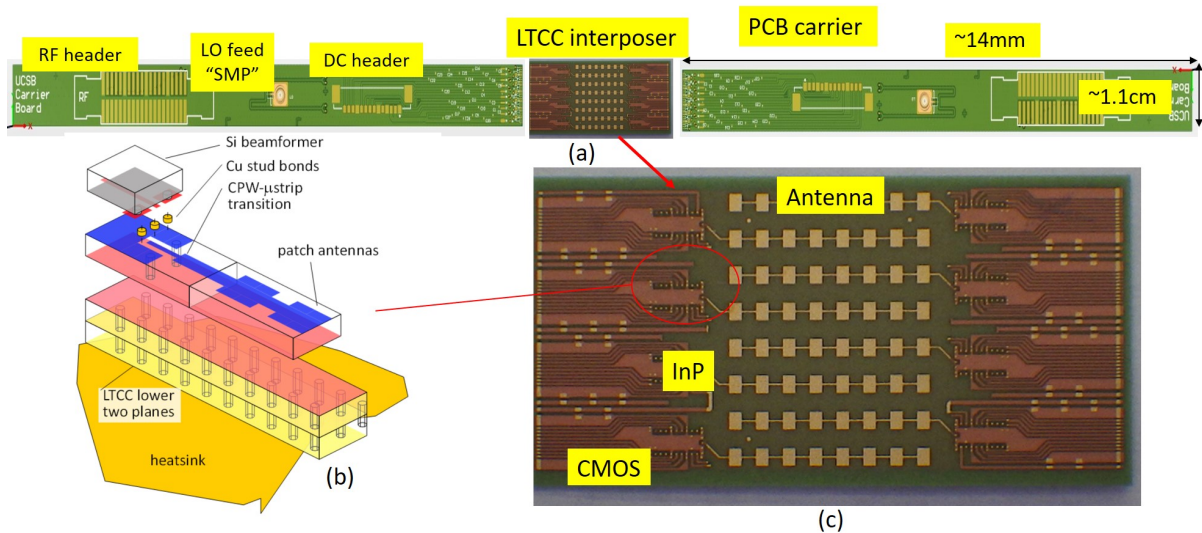 RF header
LO feed
“SMP”
DC header
LTCC interposer
PCB carrier
~14mm
~1.1cm
UCSB
Carrier
Board
RF
X
X
(a)
Si beamformer
Cu stud bonds
CPW-μstrip
transition
patch antennas
LTCC lower
two planes
heatsink
(b)
Antenna
InP
CMOS
(c)